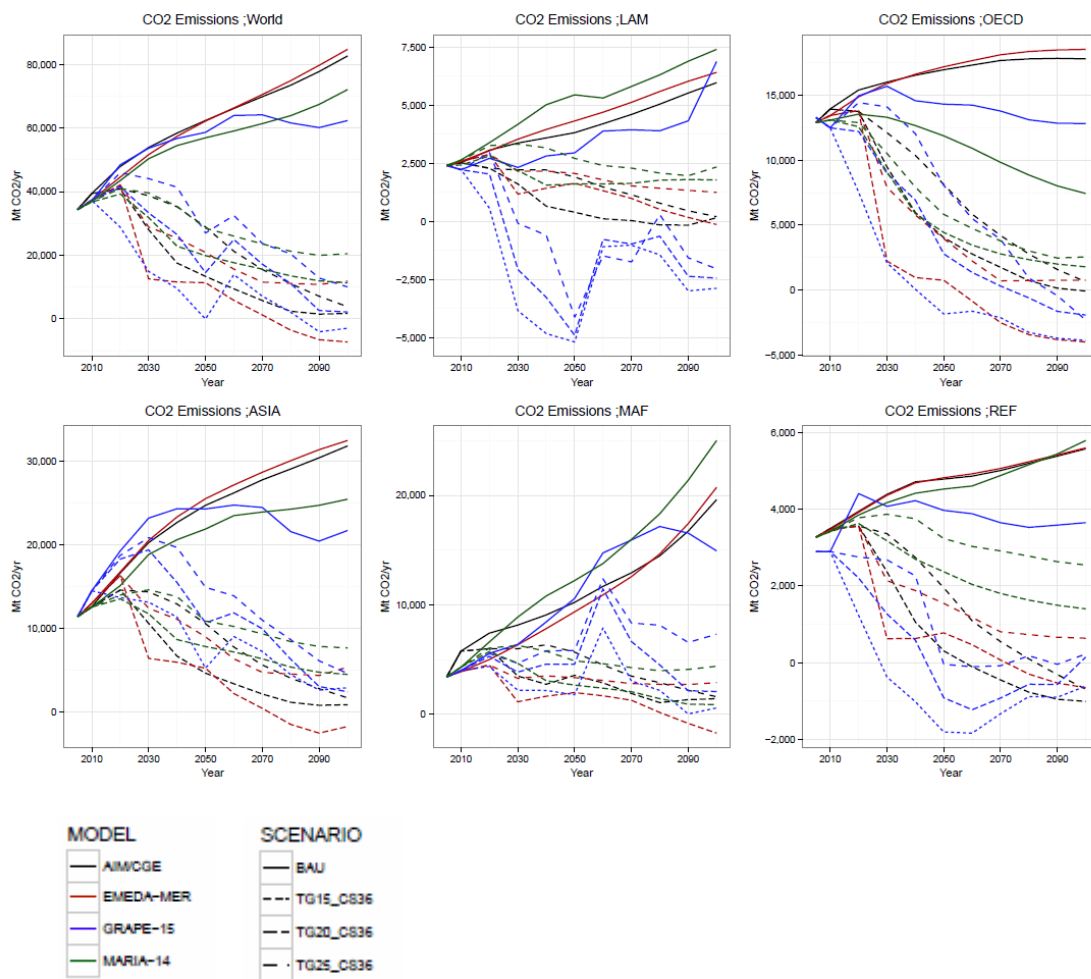 CO2 Emissions ;World
CO2 Emissions ;LAM
CO2 Emissions ;OECD
Mt CO2/yr
80,000
60,000
40,000
20,000
0
2010 2030 2050 2070 2090
Year
Mt CO2/yr
7,500
5,000
2,500
0
−2,500
−5,000
2010 2030 2050 2070 2090
Year
Mt CO2/yr
15,000
10,000
5,000
0
−5,000
2010 2030 2050 2070 2090
Year
CO2 Emissions ;ASIA
CO2 Emissions ;MAF
CO2 Emissions ;REF
Mt CO2/yr
30,000
20,000
10,000
0
2010 2030 2050 2070 2090
Year
Mt CO2/yr
20,000
10,000
0
2010 2030 2050 2070 2090
Year
Mt CO2/yr
6,000
4,000
2,000
0
−2,000
2010 2030 2050 2070 2090
Year
MODEL
AIM/CGE
EMEDA-MER
GRAPE-15
MARIA-14
SCENARIO
BAU
TG15_CS36
TG20_CS36
TG25_CS36